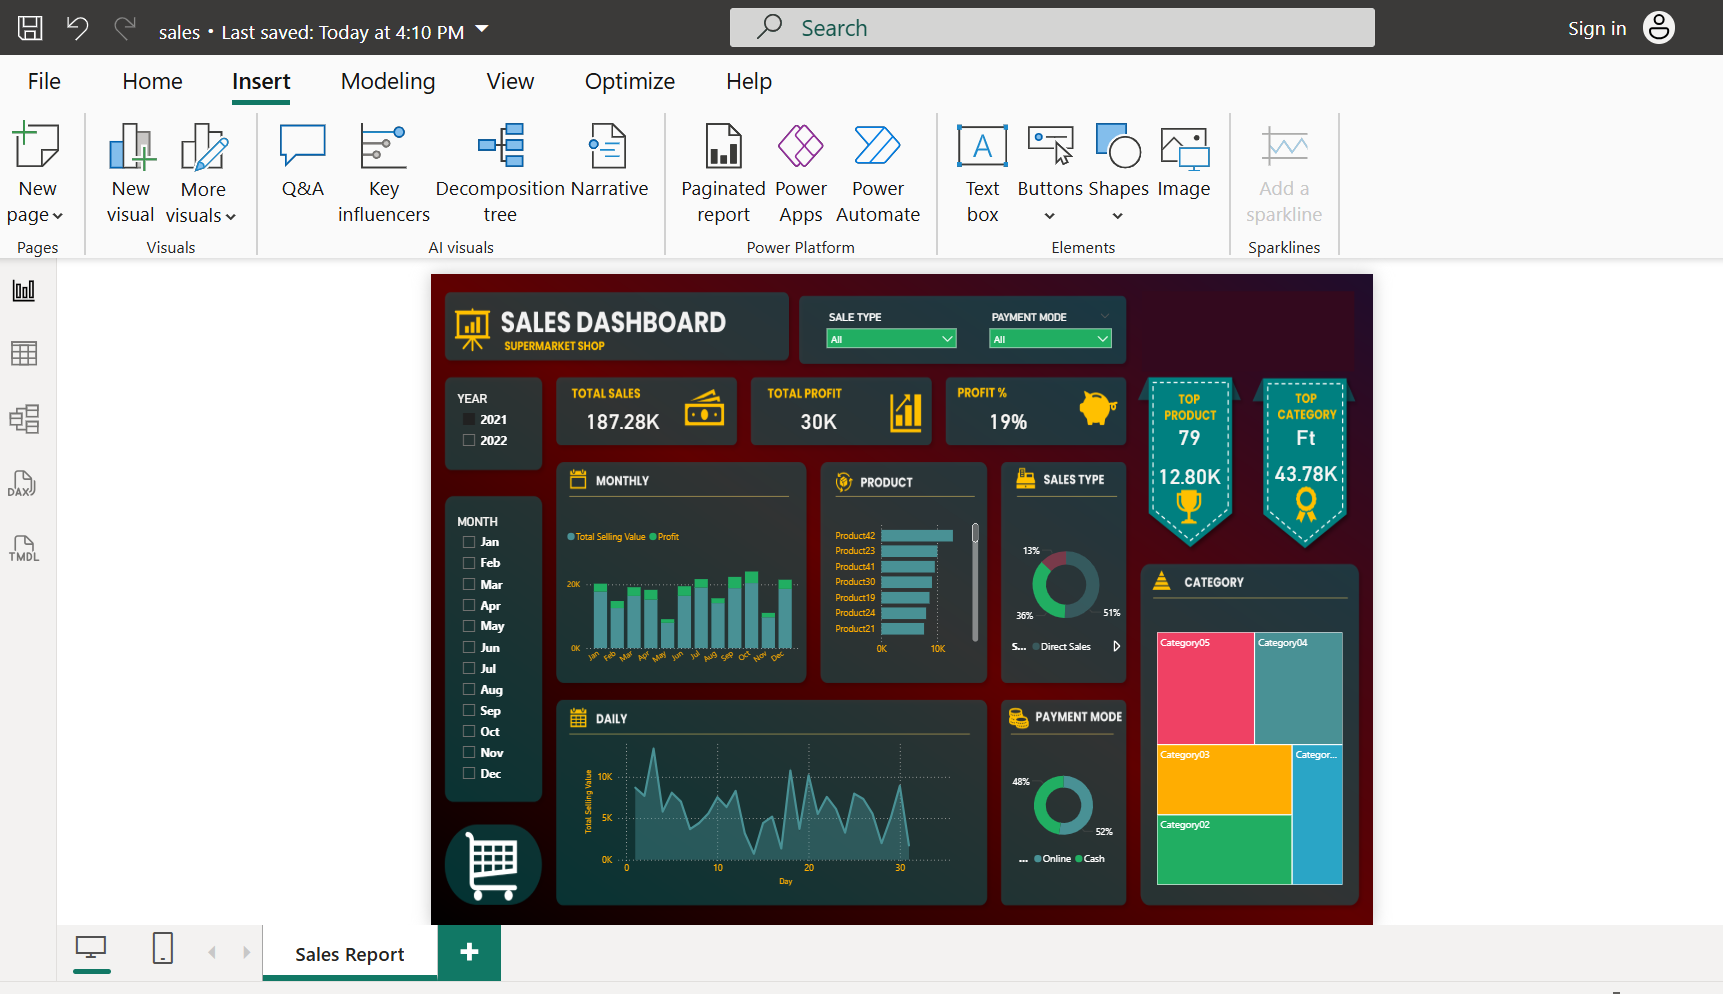 sales • Last saved: Today at 4:10 PM
Search
Sign in
File Home Insert Modeling View Optimize Help
New page
Pages
New visual
More visuals
Visuals
Q&A
Key influencers
Decomposition tree
Narrative
AI visuals
Paginated report
Power Apps
Power Automate
Power Platform
Text box
Buttons
Shapes
Image
Elements
Add a sparkline
Sparklines
DAX
TMDL
SALES DASHBOARD
SUPERMARKET SHOP
SALE TYPE
All
PAYMENT MODE
All
YEAR
2021
2022
TOTAL SALES
187.28K
TOTAL PROFIT
30K
PROFIT %
19%
TOP
PRODUCT
79
12.80K
TOP
CATEGORY
Ft
43.78K
MONTH
Jan
Feb
Mar
Apr
May
Jun
Jul
Aug
Sep
Oct
Nov
Dec
MONTHLY
Total Selling Value Profit
20K
0K
Jan Feb Mar Apr May Jun Jul Aug Sep Oct Nov Dec
PRODUCT
Product42
Product23
Product41
Product30
Product19
Product24
Product21
0K 10K
SALES TYPE
13%
36%
51%
S... Direct Sales
CATEGORY
Category05
Category04
Category03
Categor...
Category02
DAILY
Total Selling Value
10K
5K
0K
0 10 20 30
Day
PAYMENT MODE
48%
52%
... Online Cash
Sales Report